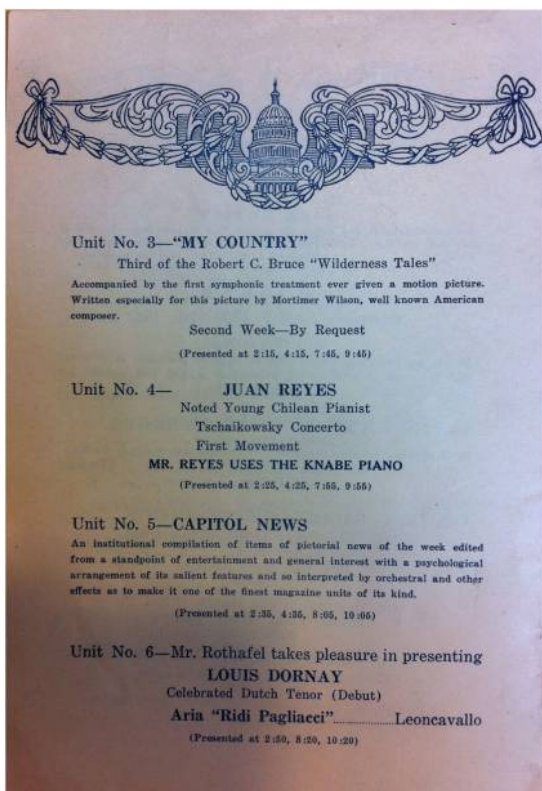 Unit No. 3—"MY COUNTRY"
Third of the Robert C. Bruce "Wilderness Tales"
Accompanied by the first symphonic treatment ever given a motion picture.
Written especially for this picture by Mortimer Wilson, well known American
composer.
Second Week—By Request
(Presented at 2:15, 4:15, 7:45, 9:45)
Unit No. 4— JUAN REYES
Noted Young Chilean Pianist
Tschaikowsky Concerto
First Movement
MR. REYES USES THE KNABE PIANO
(Presented at 2:25, 4:25, 7:55, 9:55)
Unit No. 5—CAPITOL NEWS
An institutional compilation of items of pictorial news of the week edited
from a standpoint of entertainment and general interest with a psychological
arrangement of its salient features and so interpreted by orchestral and other
effects as to make it one of the finest magazine units of its kind.
(Presented at 2:35, 4:35, 8:05, 10:05)
Unit No. 6—Mr. Rothafel takes pleasure in presenting
LOUIS DORNAY
Celebrated Dutch Tenor (Debut)
Aria "Ridi Pagliacci"..................Leoncavallo
(Presented at 2:50, 8:20, 10:20)